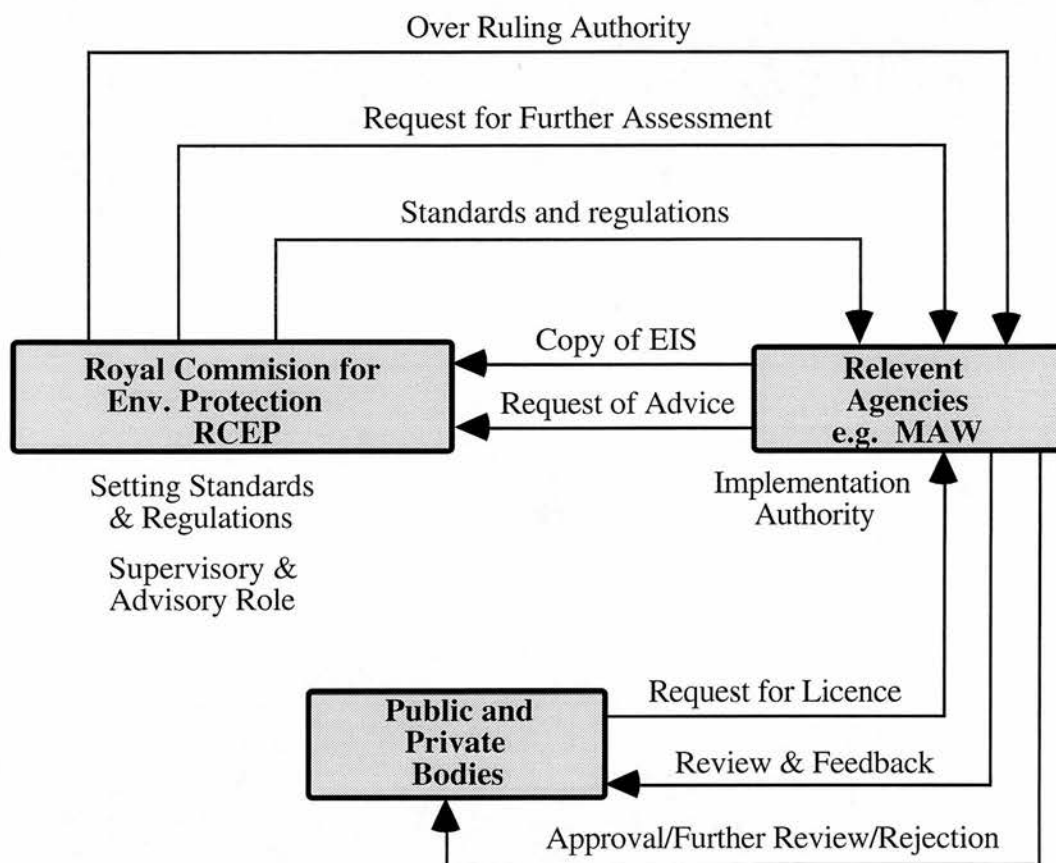 Over Ruling Authority
Request for Further Assessment
Standards and regulations
Copy of EIS
Request of Advice
Royal Commision for
Env. Protection
RCEP
Relevent
Agencies
e.g. MAW
Setting Standards
& Regulations
Supervisory &
Advisory Role
Implementation
Authority
Request for Licence
Public and
Private
Bodies
Review & Feedback
Approval/Further Review/Rejection